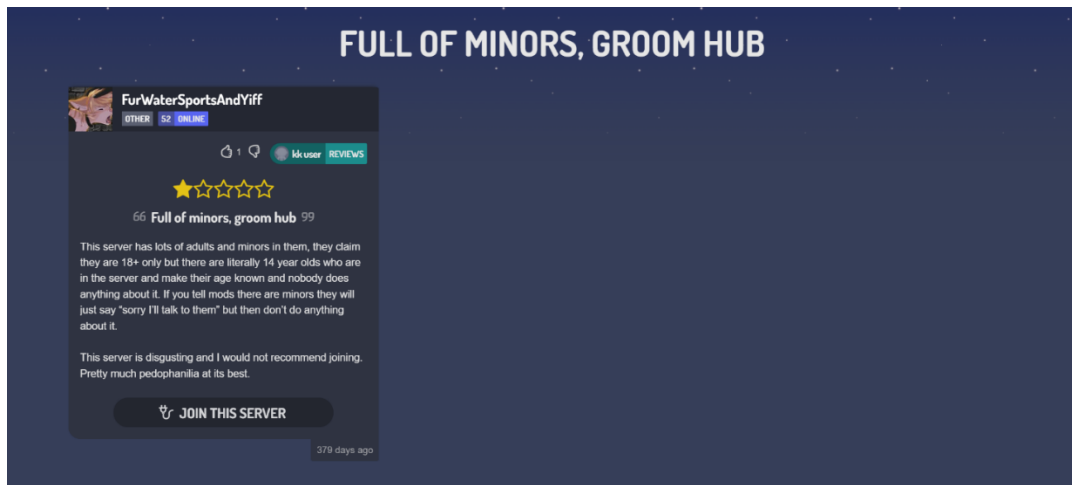 FULL OF MINORS, GROOM HUB
FurWaterSportsAndYiff
OTHER 52 ONLINE
1 kk user REVIEWS
66 Full of minors, groom hub 99
This server has lots of adults and minors in them, they claim
they are 18+ only but there are literally 14 year olds who are
in the server and make their age known and nobody does
anything about it. If you tell mods there are minors they will
just say “sorry I'll talk to them” but then don't do anything
about it.
This server is disgusting and I would not recommend joining.
Pretty much pedophanilia at its best.
JOIN THIS SERVER
379 days ago